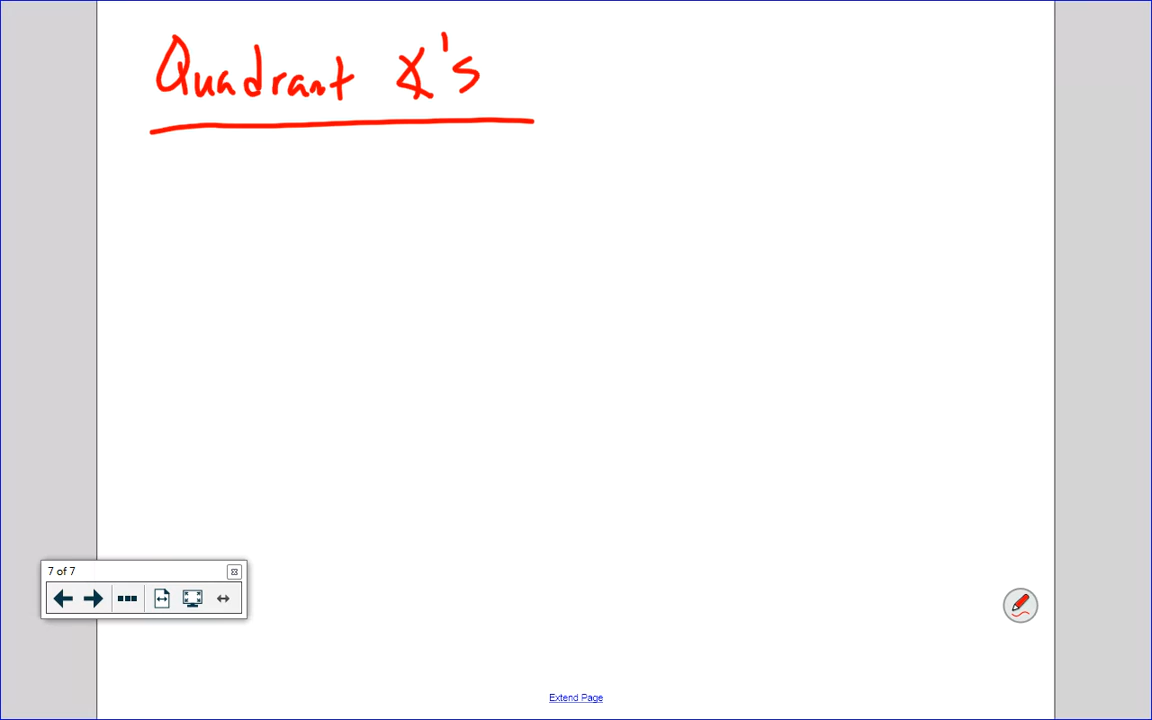 Quadrant ∡'s
7 of 7
Extend Page